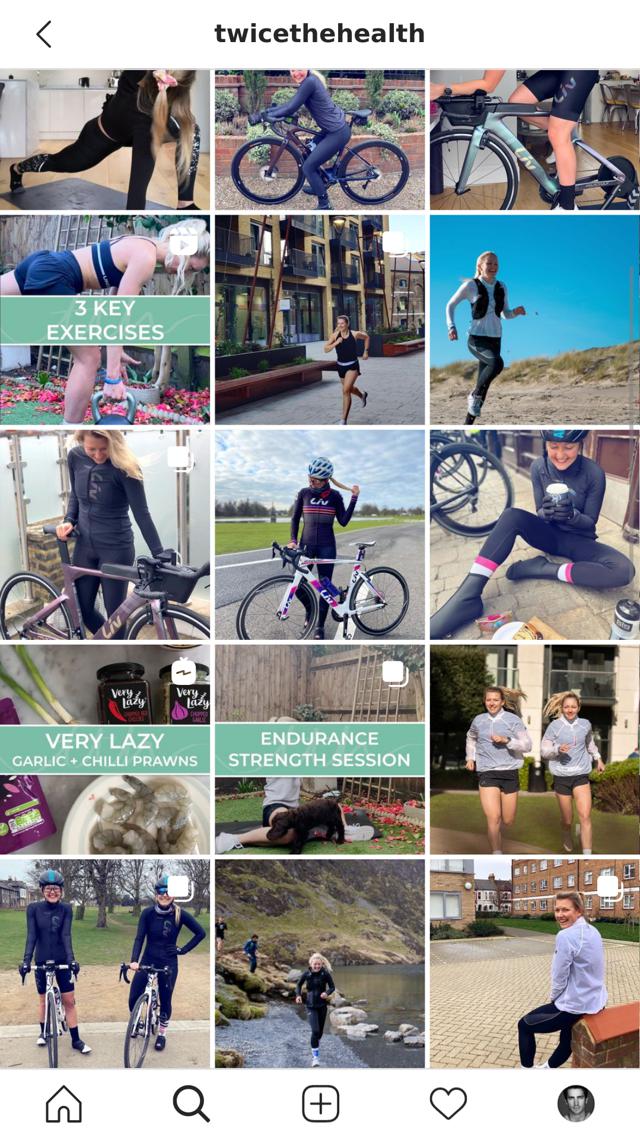 twicethehealth
3 KEY
EXERCISES
Very
Lazy
Very
Lazy
VERY LAZY
GARLIC + CHILLI PRAWNS
ENDURANCE
STRENGTH SESSION